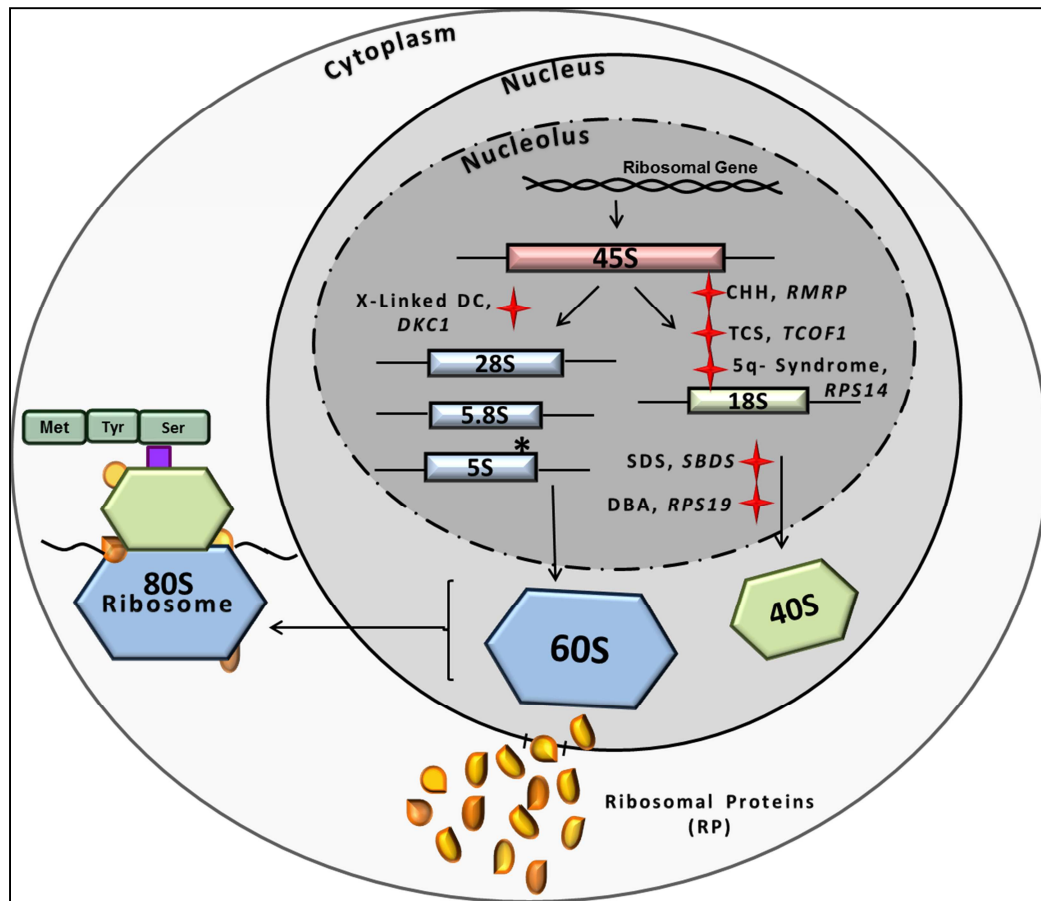 Cytoplasm
Nucleus
Nucleolus
Ribosomal Gene
45S
X-Linked DC,
DKC1
CHH, RMRP
TCS, TCOF1
5q- Syndrome,
RPS14
28S
18S
5.8S
5S
*
SDS, SBDS
DBA, RPS19
Met
Tyr
Ser
80S
Ribosome
60S
40S
Ribosomal Proteins
(RP)